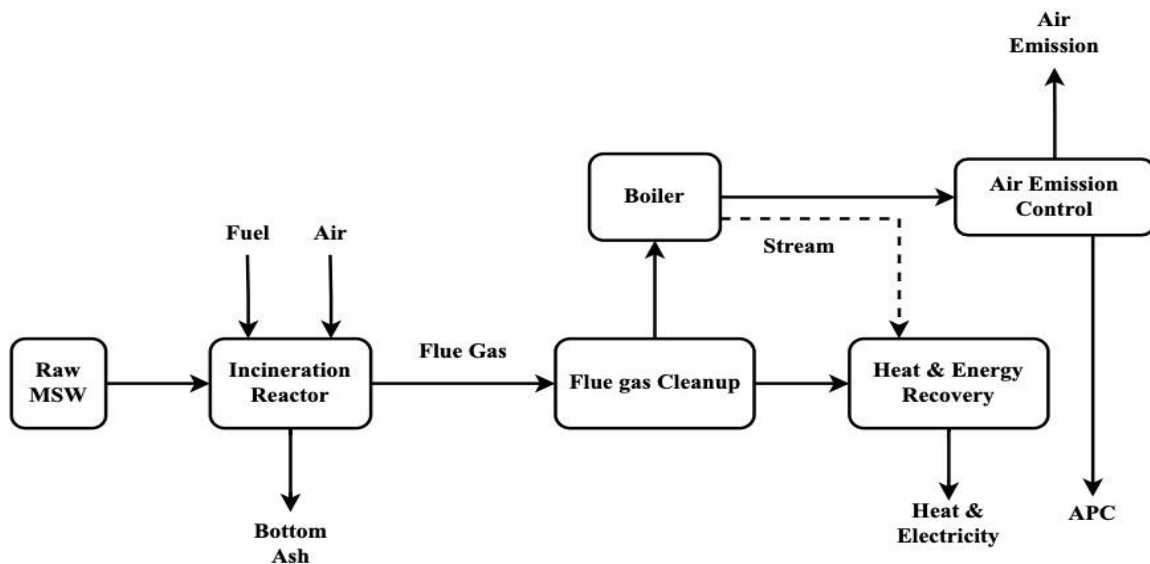 Air
Emission
Boiler
Air Emission
Control
Fuel
Air
Stream
Raw
MSW
Incineration
Reactor
Flue Gas
Flue gas Cleanup
Heat & Energy
Recovery
Bottom
Ash
Heat &
Electricity
APC